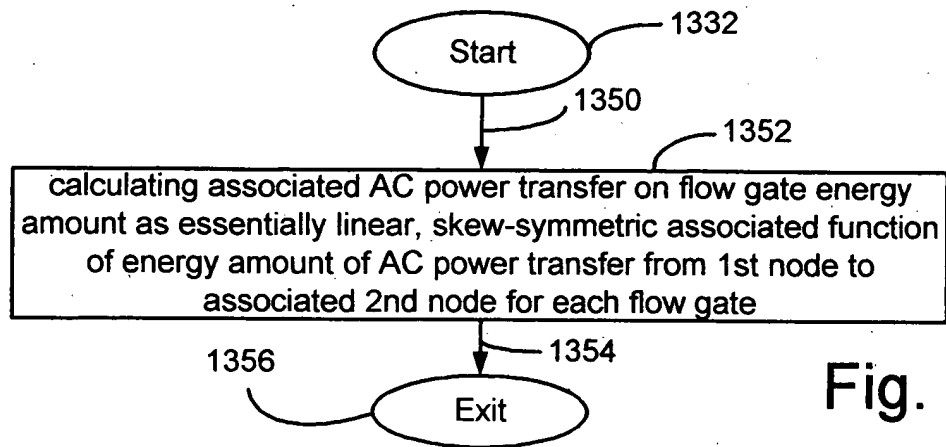 Start
1332
1350
1352
calculating associated AC power transfer on flow gate energy
amount as essentially linear, skew-symmetric associated function
of energy amount of AC power transfer from 1st node to
associated 2nd node for each flow gate
1354
1356
Exit
Fig.